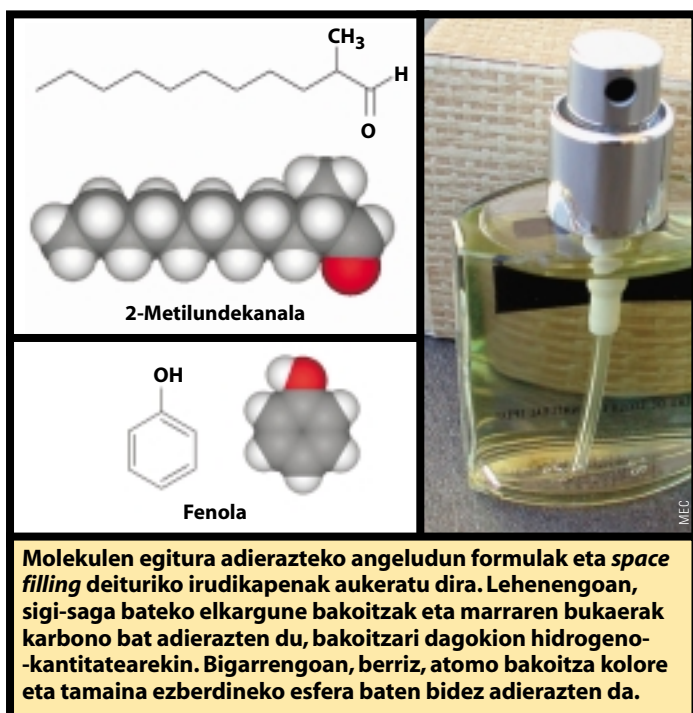 CH3
H
O
2-Metilundekanala
OH
Fenola
MEC
Molekulen egitura adierazteko angeludun formulak eta space
filling deituriko irudikapenak aukeratu dira. Lehenengoan,
sigi-saga bateko elkargune bakoitzak eta marraren bukaerak
karbono bat adierazten du, bakoitzari dagokion hidrogeno-
-kantitatearekin. Bigarrengoan, berriz, atomo bakoitza kolore
eta tamaina ezberdineko esfera baten bidez adierazten da.